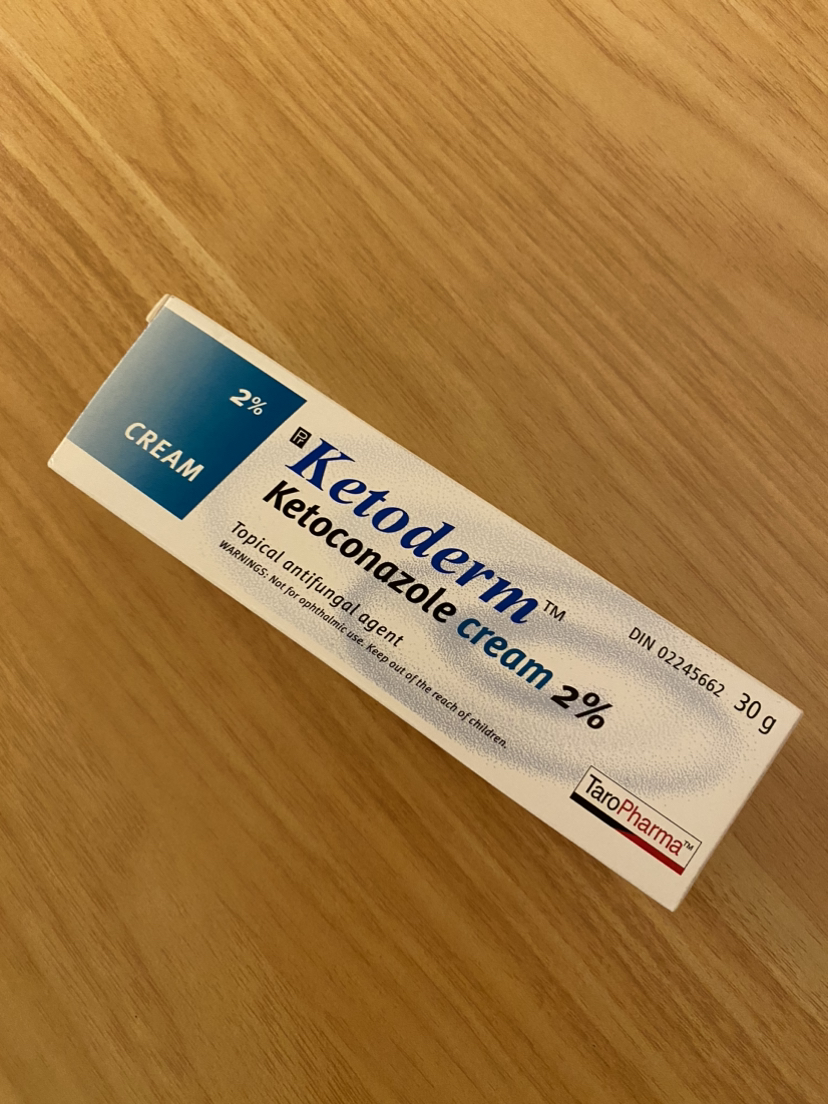 2%
CREAM
Pr Ketoderm™
Ketoconazole cream 2%
Topical antifungal agent
WARNINGS: Not for ophthalmic use. Keep out of the reach of children.
DIN 02245662 30 g
TaroPharma™